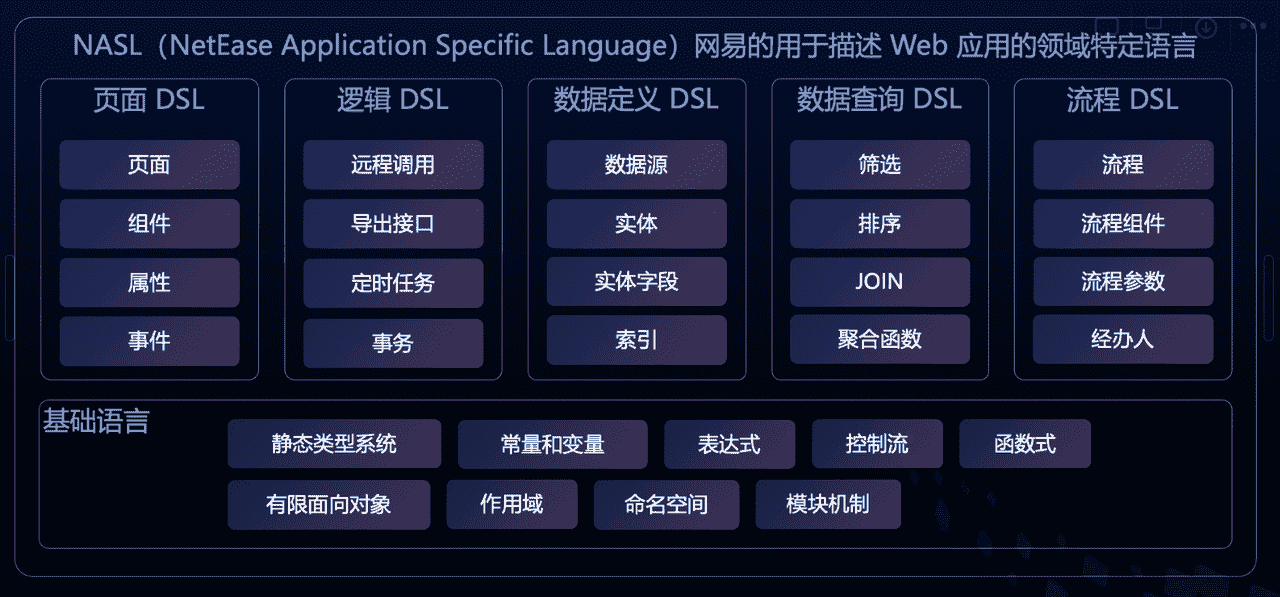 NASL（NetEase Application Specific Language）网易的用于描述 Web 应用的领域特定语言
页面 DSL
页面
组件
属性
事件
逻辑 DSL
远程调用
导出接口
定时任务
事务
数据定义 DSL
数据源
实体
实体字段
索引
数据查询 DSL
筛选
排序
JOIN
聚合函数
流程 DSL
流程
流程组件
流程参数
经办人
基础语言
静态类型系统
常量和变量
表达式
控制流
函数式
有限面向对象
作用域
命名空间
模块机制